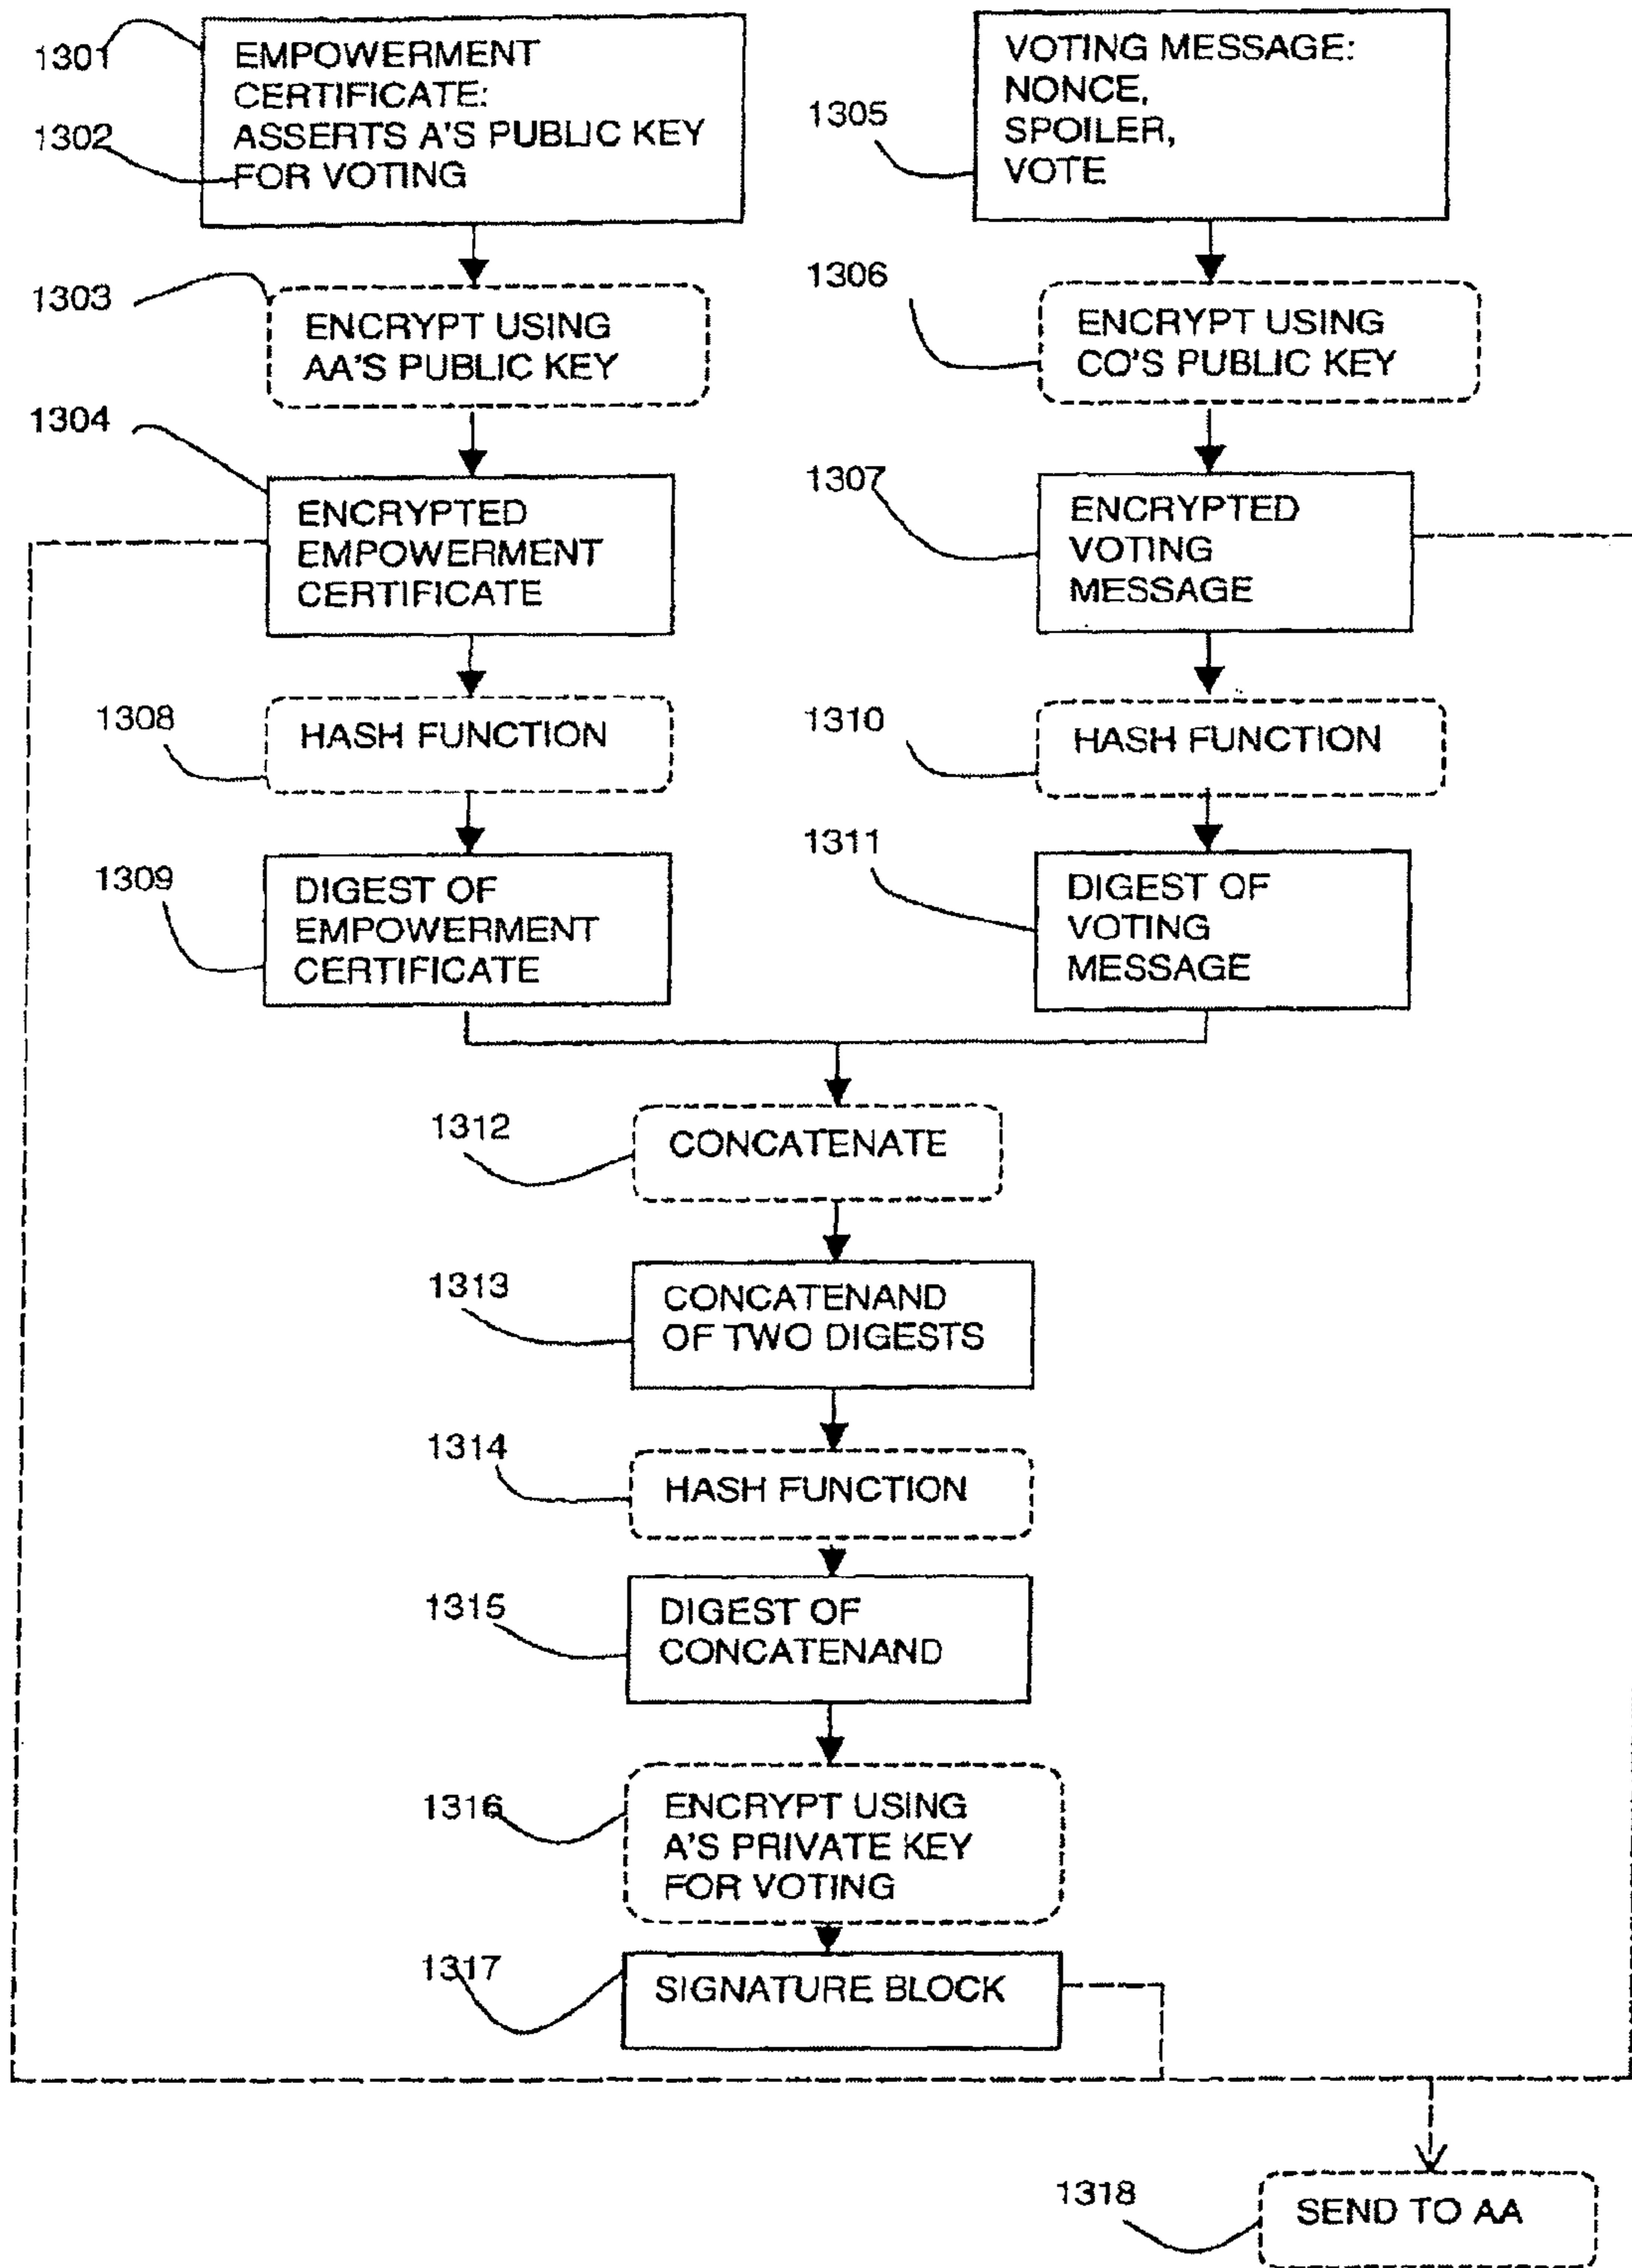 1301
EMPOWERMENT
CERTIFICATE:
1302
ASSERTS A'S PUBLIC KEY
FOR VOTING
1305
VOTING MESSAGE:
NONCE,
SPOILER,
VOTE
1303
ENCRYPT USING
AA'S PUBLIC KEY
1306
ENCRYPT USING
CO'S PUBLIC KEY
1304
ENCRYPTED
EMPOWERMENT
CERTIFICATE
1307
ENCRYPTED
VOTING
MESSAGE
1308
HASH FUNCTION
1310
HASH FUNCTION
1309
DIGEST OF
EMPOWERMENT
CERTIFICATE
1311
DIGEST OF
VOTING
MESSAGE
1312
CONCATENATE
1313
CONCATENAND
OF TWO DIGESTS
1314
HASH FUNCTION
1315
DIGEST OF
CONCATENAND
1316
ENCRYPT USING
A'S PRIVATE KEY
FOR VOTING
1317
SIGNATURE BLOCK
1318
SEND TO AA